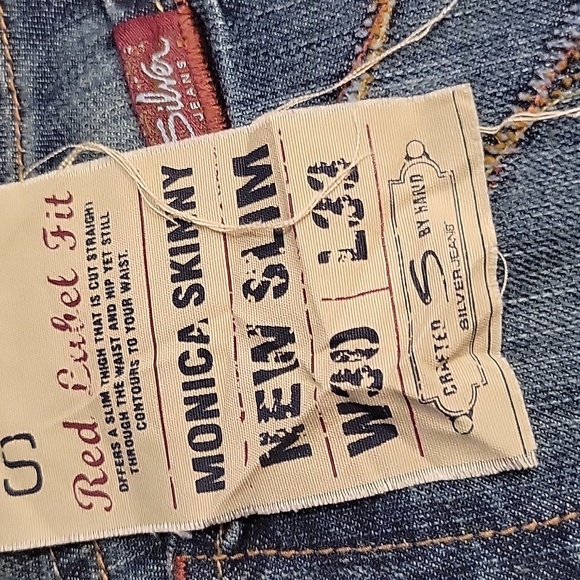 Silver
JEANS
S
Red Label Fit
OFFERS A SLIM THIGH THAT IS CUT STRAIGHT
THROUGH THE WAIST AND HIP YET STILL
CONTOURS TO YOUR WAIST.
MONICA SKINNY
NEW SLIM
W30 L33
CRAFTED S BY HAND
SILVER JEANS